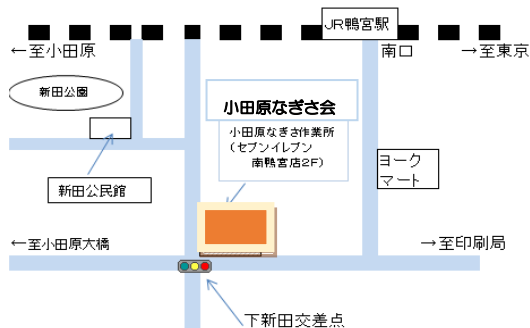 JR鴨宮駅
←至小田原
南口
→至東京
新田公園
小田原なぎさ会
小田原なぎさ作業所
(セブンイレブン
南鴨宮店2F)
ヨーク
マート
新田公民館
←至小田原大橋
→至印刷局
下新田交差点